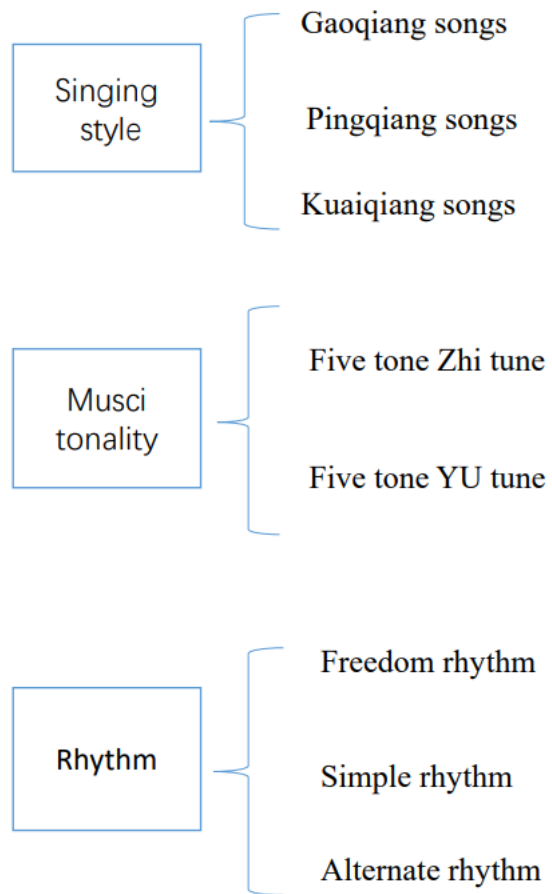 Singing
style
Gaoqiang songs
Pingqiang songs
Kuaiqiang songs
Musci
tonality
Five tone Zhi tune
Five tone YU tune
Rhythm
Freedom rhythm
Simple rhythm
Alternate rhythm